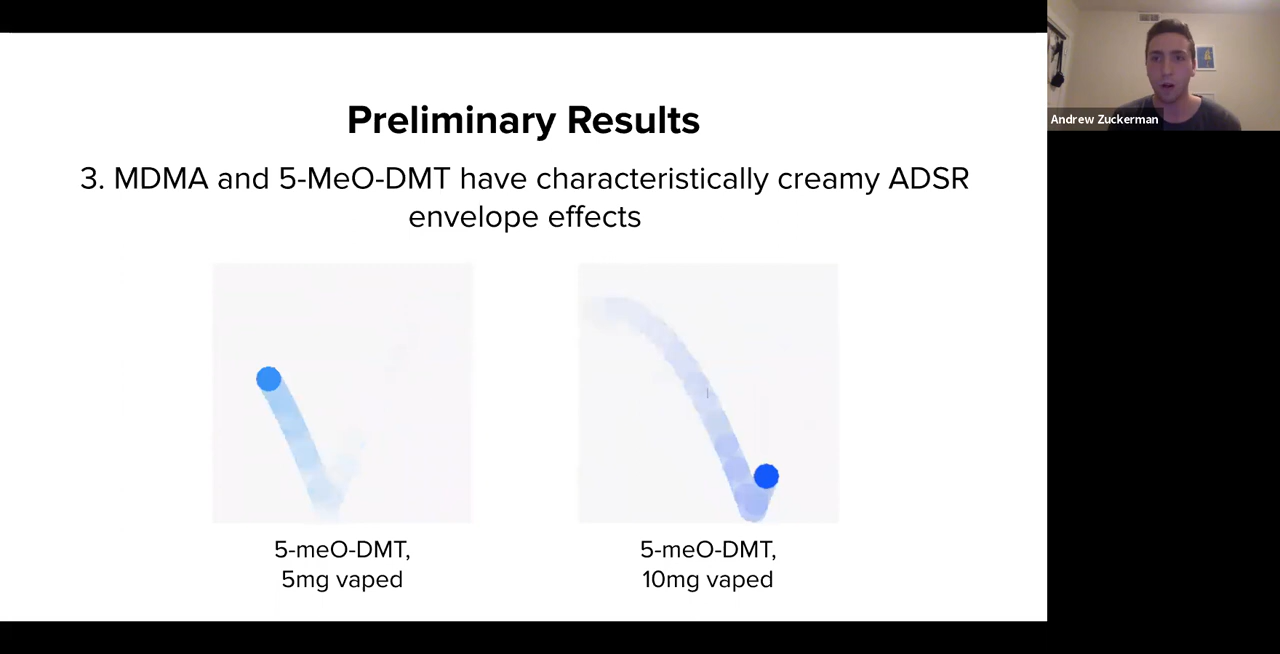 Preliminary Results
3. MDMA and 5-MeO-DMT have characteristically creamy ADSR
envelope effects
5-meO-DMT,
5mg vaped
5-meO-DMT,
10mg vaped
Andrew Zuckerman